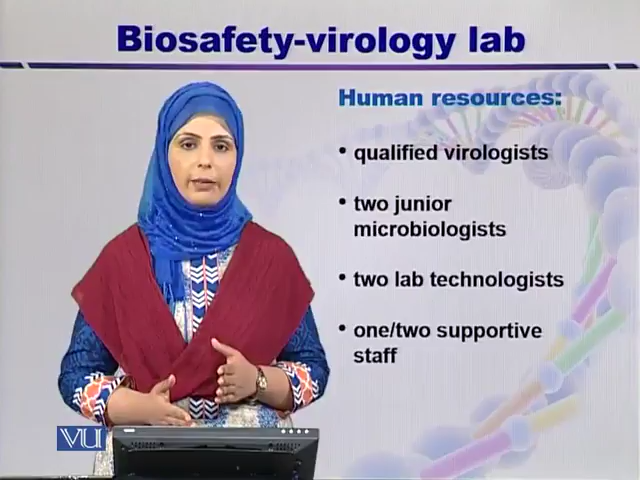 Biosafety-virology lab
Human resources:
• qualified virologists
• two junior
microbiologists
• two lab technologists
• one/two supportive
staff
VU